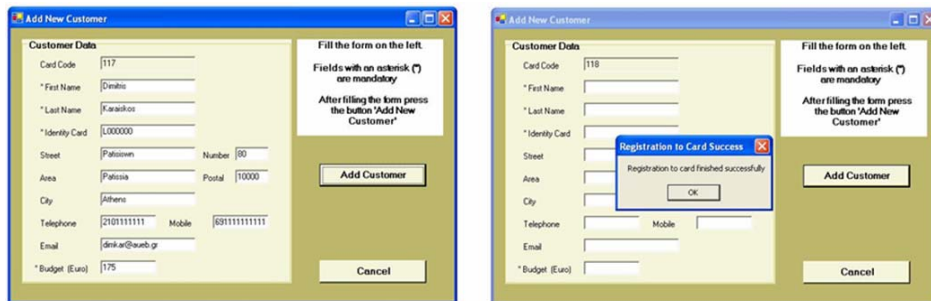 Add New Customer
Customer Data
Card Code 117
* First Name Dimitris
* Last Name Karaiskos
* Identity Card L000000
Street Patisiwn Number 80
Area Patissia Postal 10000
City Athens
Telephone 2101111111 Mobile 691111111111
Email dimkar@aueb.gr
* Budget (Euro) 175
Fill the form on the left
Fields with an asterisk (*)
are mandatory
After filling the form press
the button 'Add New
Customer'
Add Customer
Cancel
Add New Customer
Customer Data
Card Code 118
* First Name
* Last Name
* Identity Card
Street
Area
City
Telephone Mobile
Email
* Budget (Euro)
Registration to Card Success
Registration to card finished successfully
OK
Fill the form on the left
Fields with an asterisk (*)
are mandatory
After filling the form press
the button 'Add New
Customer'
Add Customer
Cancel